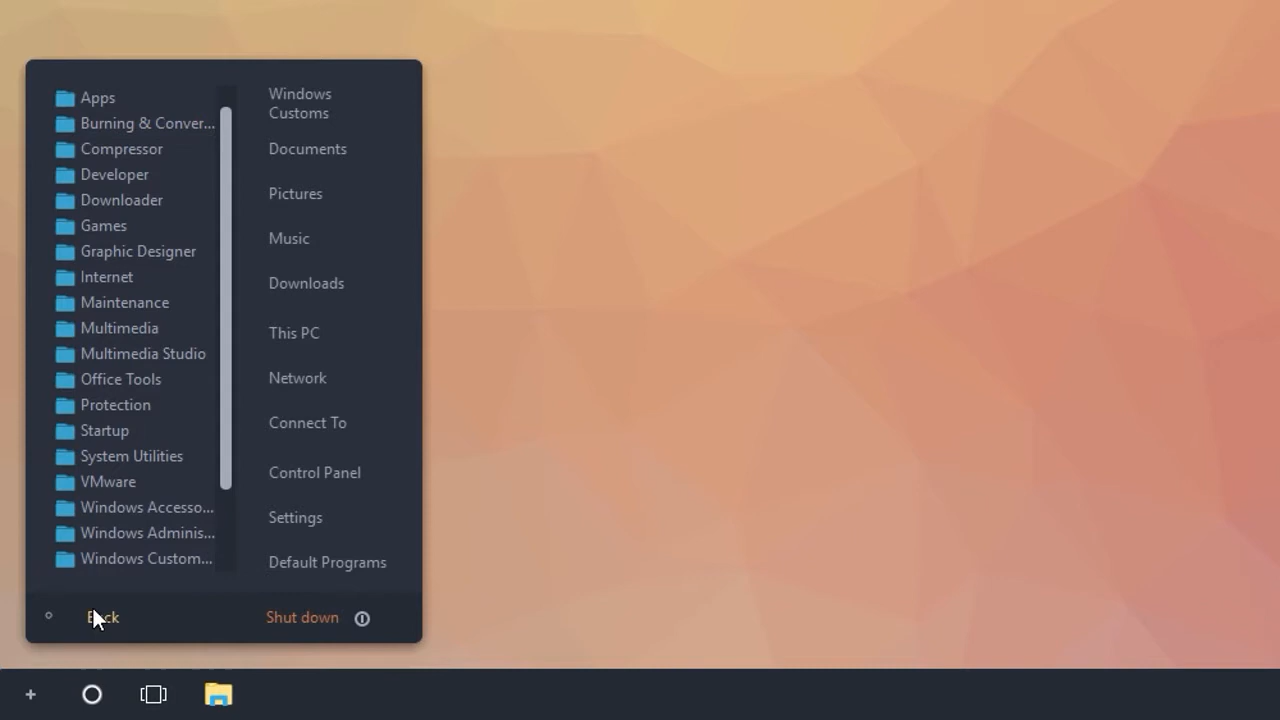 Apps
Burning & Conver...
Compressor
Developer
Downloader
Games
Graphic Designer
Internet
Maintenance
Multimedia
Multimedia Studio
Office Tools
Protection
Startup
System Utilities
VMware
Windows Accesso...
Windows Adminis...
Windows Custom...
Back
Windows
Customs
Documents
Pictures
Music
Downloads
This PC
Network
Connect To
Control Panel
Settings
Default Programs
Shut down